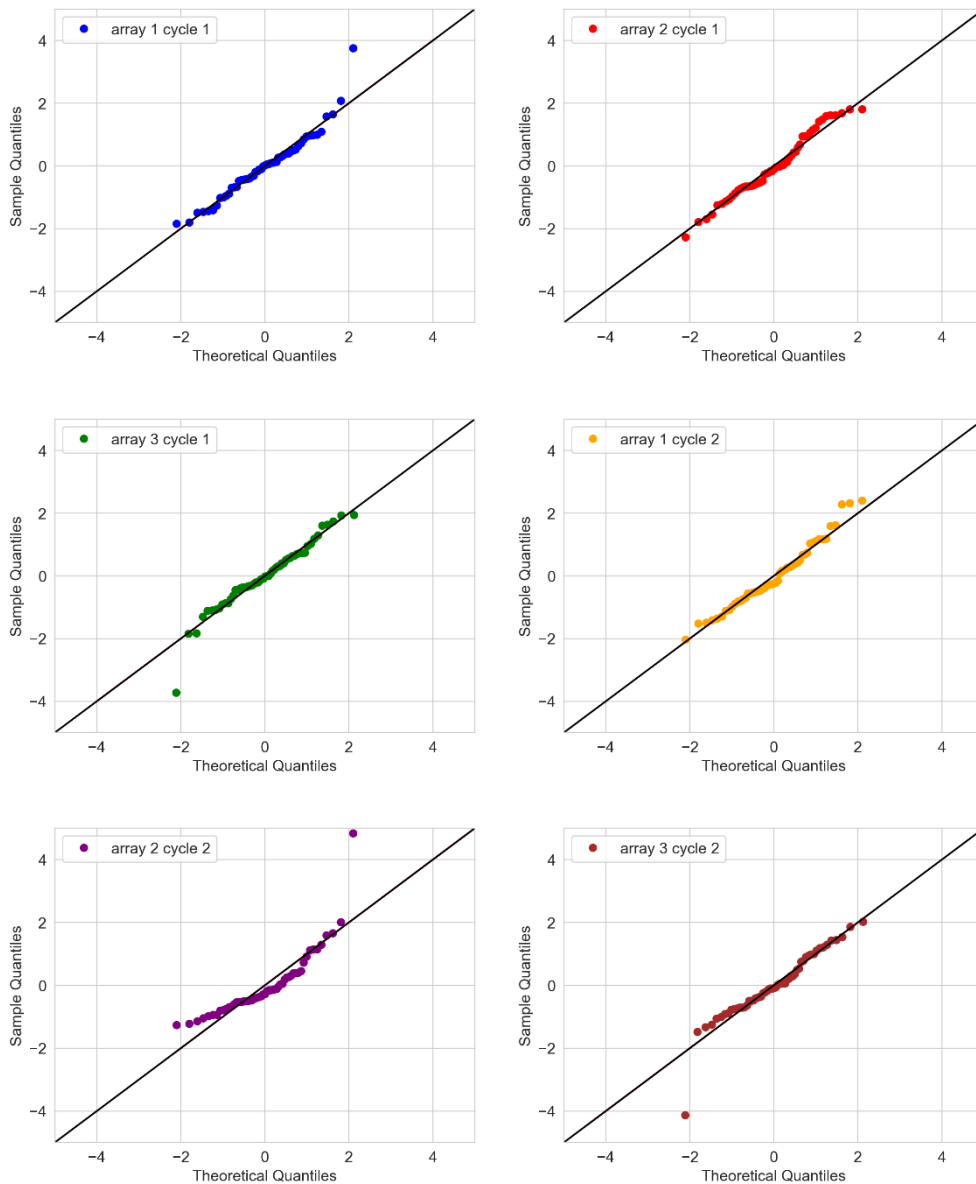 array 1 cycle 1
4
2
0
−2
−4
Sample Quantiles
−4 −2 0 2 4
Theoretical Quantiles
array 2 cycle 1
4
2
0
−2
−4
Sample Quantiles
−4 −2 0 2 4
Theoretical Quantiles
array 3 cycle 1
4
2
0
−2
−4
Sample Quantiles
−4 −2 0 2 4
Theoretical Quantiles
array 1 cycle 2
4
2
0
−2
−4
Sample Quantiles
−4 −2 0 2 4
Theoretical Quantiles
array 2 cycle 2
4
2
0
−2
−4
Sample Quantiles
−4 −2 0 2 4
Theoretical Quantiles
array 3 cycle 2
4
2
0
−2
−4
Sample Quantiles
−4 −2 0 2 4
Theoretical Quantiles